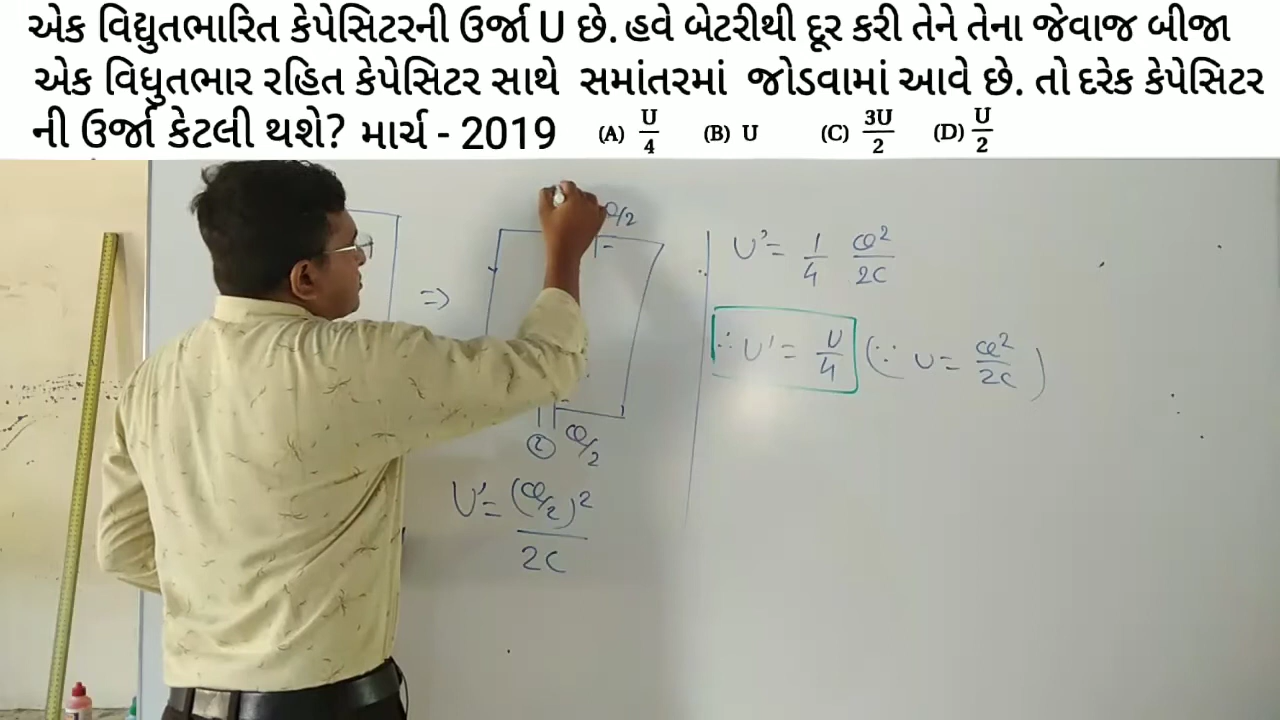 એક વિદ્યુતભારિત કેપેસિટરની ઉર્જા U છે. હવે બેટરીથી દૂર કરી તેને તેના જેવાજ બીજા
એક વિધુતભાર રહિત કેપેસિટર સાથે સમાંતરમાં જોડવામાં આવે છે. તો દરેક કેપેસિટર
ની ઉર્જા કેટલી થશે? માર્ચ - 2019 (A) U/4 (B) U (C) 3U/2 (D) U/2
Q/2
⇒
② Q/2
U' = (Q/2)² / 2C
U' = 1/4 Q²/2C
∴ U' = U/4 (∵ U = Q²/2C)